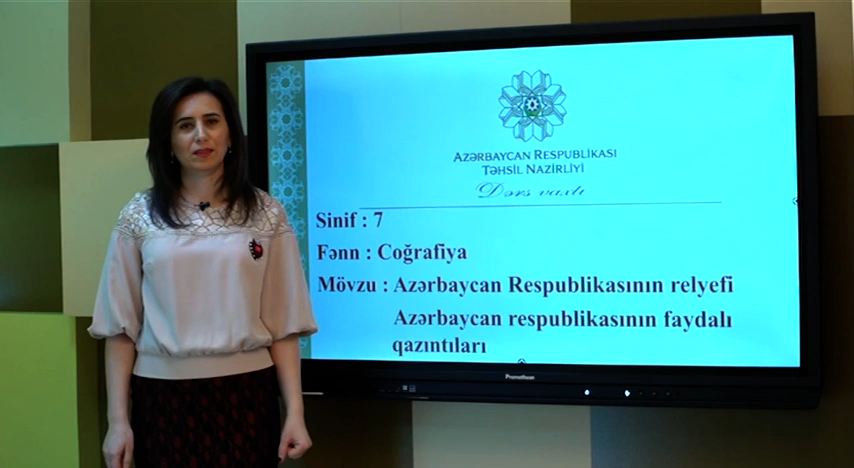 AZƏRBAYCAN RESPUBLİKASI
TƏHSİL NAZİRLİYİ
Dərs vaxtı
Sinif : 7
Fənn : Coğrafiya
Mövzu : Azərbaycan Respublikasının relyefi
Azərbaycan respublikasının faydalı
qazıntıları
Promethean